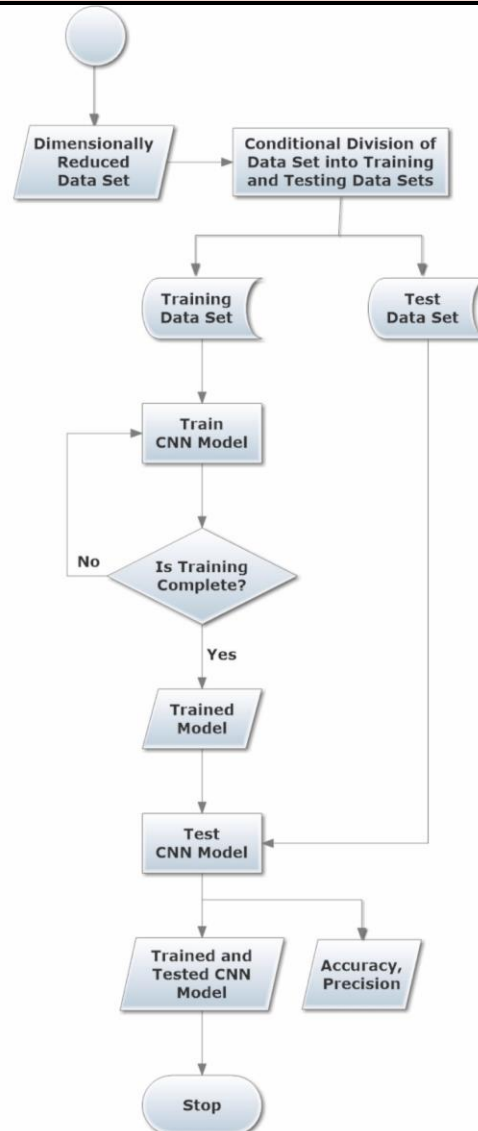 Dimensionally
Reduced
Data Set
Conditional Division of
Data Set into Training
and Testing Data Sets
Training
Data Set
Test
Data Set
Train
CNN Model
No
Is Training
Complete?
Yes
Trained
Model
Test
CNN Model
Trained and
Tested CNN
Model
Accuracy,
Precision
Stop